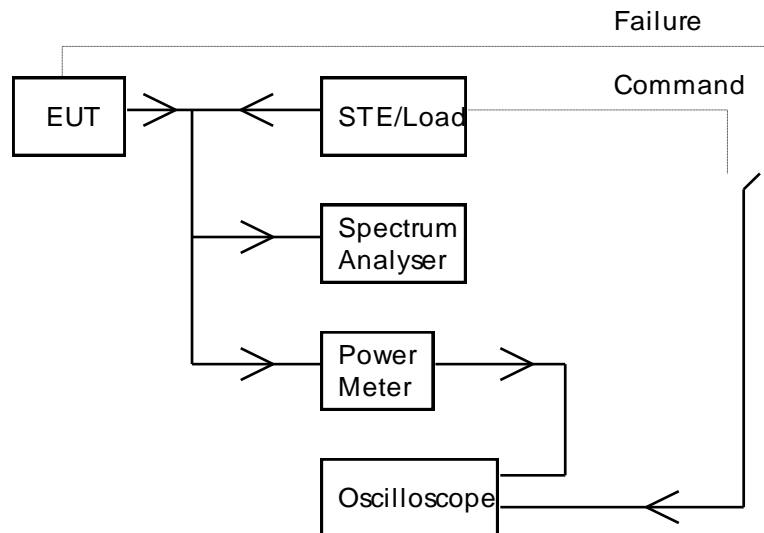 Failure
Command
EUT
STE/Load
Spectrum
Analyser
Power
Meter
Oscilloscope